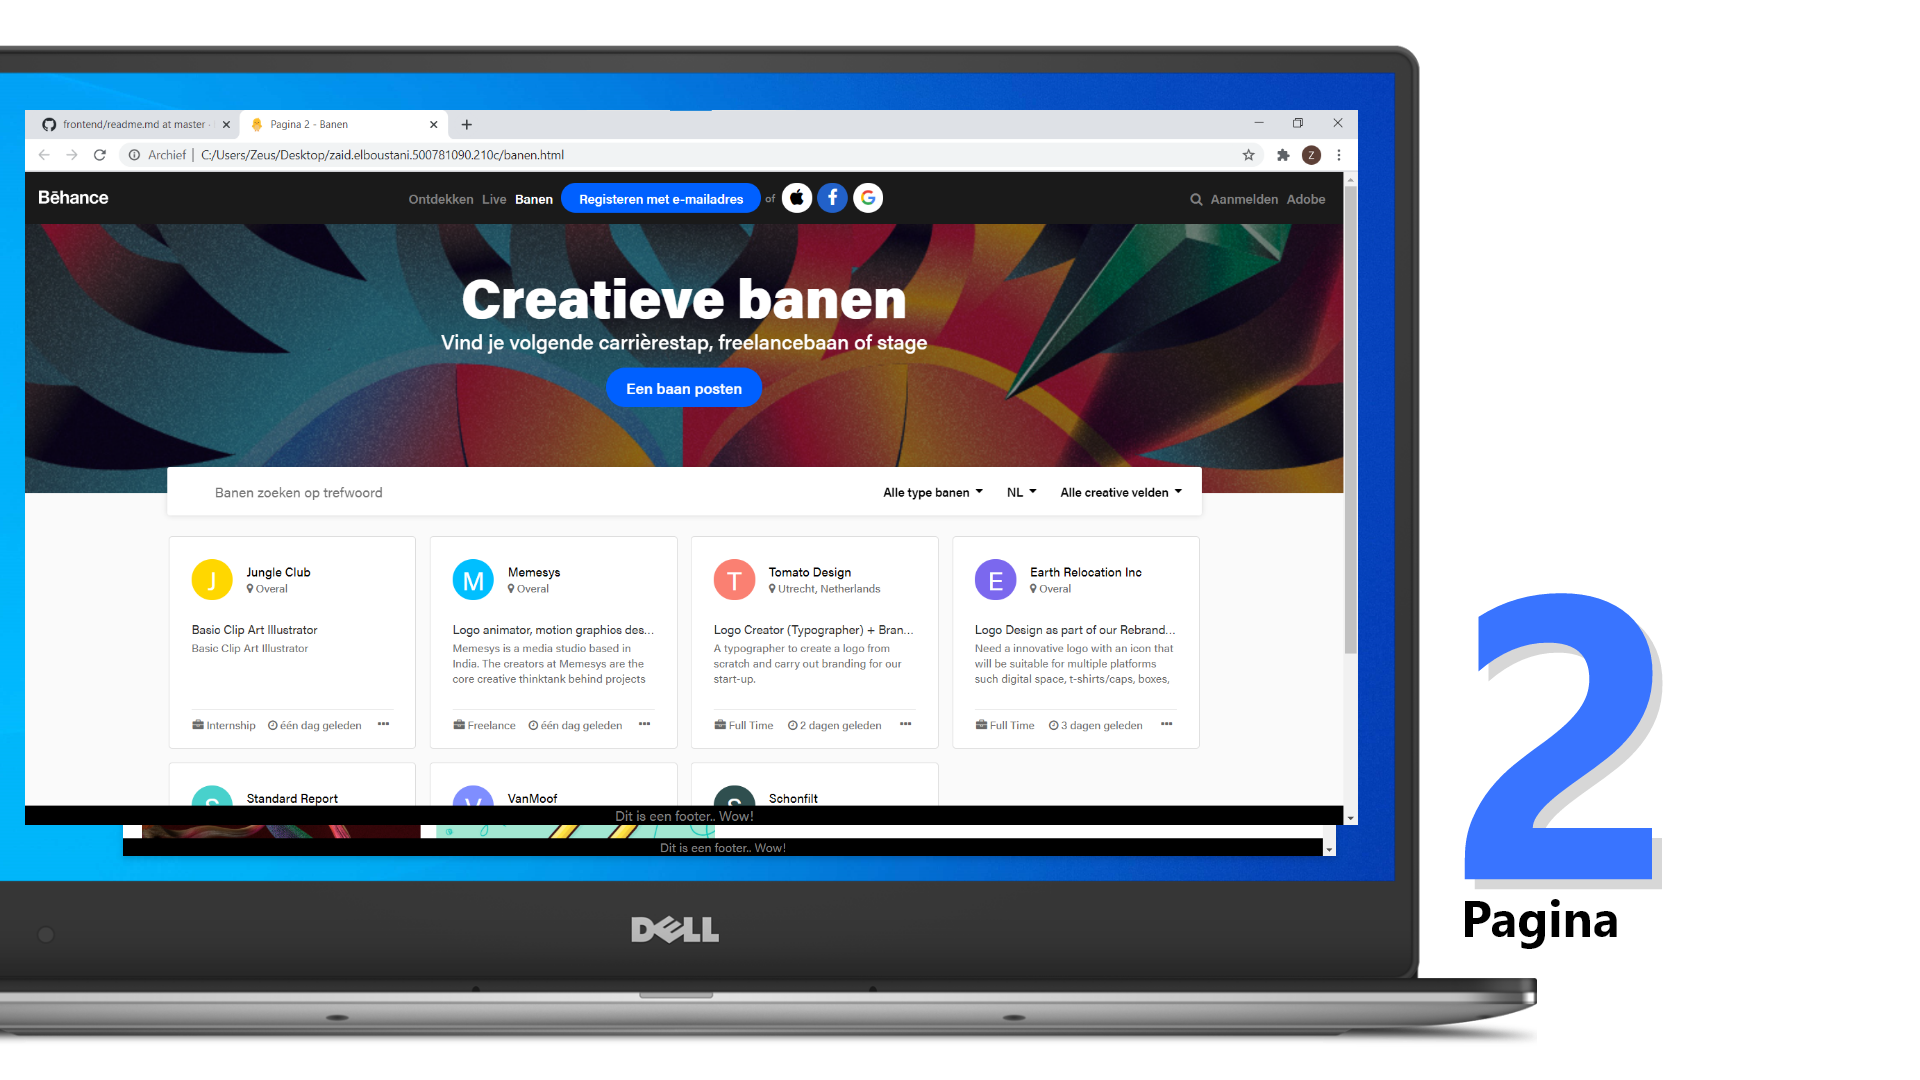 frontend/readme.md at master ·
Pagina 2 - Banen
Archief | C:/Users/Zeus/Desktop/zaid.elboustani.500781090.210c/banen.html
Z
Bēhance
Ontdekken Live Banen Registeren met e-mailadres of
Aanmelden Adobe
Creatieve banen
Vind je volgende carrièrestap, freelancebaan of stage
Een baan posten
Banen zoeken op trefwoord
Alle type banen NL Alle creative velden
J
Jungle Club
Overal
Basic Clip Art Illustrator
Basic Clip Art Illustrator
Internship één dag geleden •••
M
Memesys
Overal
Logo animator, motion graphics des...
Memesys is a media studio based in
India. The creators at Memesys are the
core creative thinktank behind projects
Freelance één dag geleden •••
T
Tomato Design
Utrecht, Netherlands
Logo Creator (Typographer) + Bran...
A typographer to create a logo from
scratch and carry out branding for our
start-up.
Full Time 2 dagen geleden •••
E
Earth Relocation Inc
Overal
Logo Design as part of our Rebrand...
Need a innovative logo with an icon that
will be suitable for multiple platforms
such digital space, t-shirts/caps, boxes,
Full Time 3 dagen geleden •••
S
Standard Report
V
VanMoof
S
Schonfilt
Dit is een footer.. Wow!
Dit is een footer.. Wow!
DELL
2
Pagina